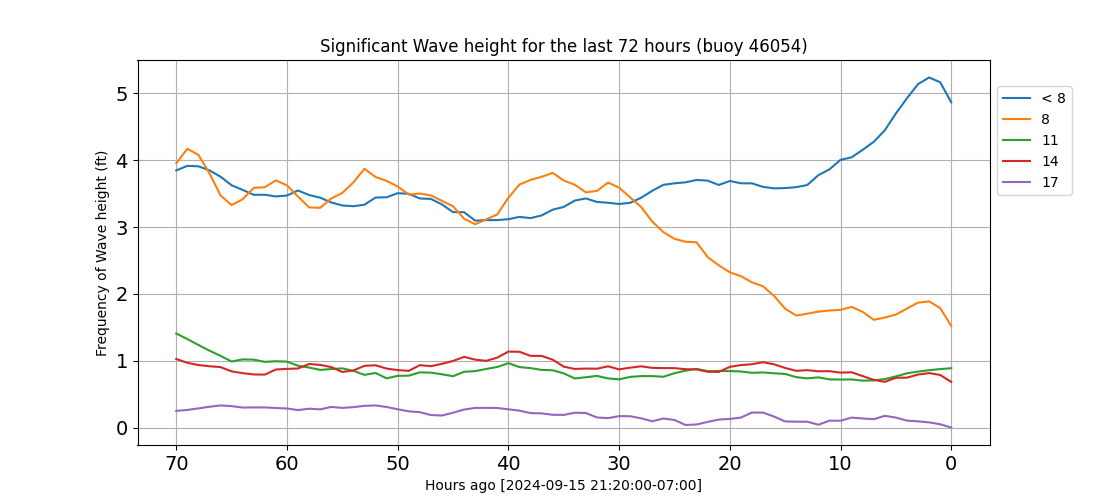 Significant Wave height for the last 72 hours (buoy 46054)
Frequency of Wave height (ft)
5
4
3
2
1
0
70 60 50 40 30 20 10 0
Hours ago [2024-09-15 21:20:00-07:00]
< 8
8
11
14
17